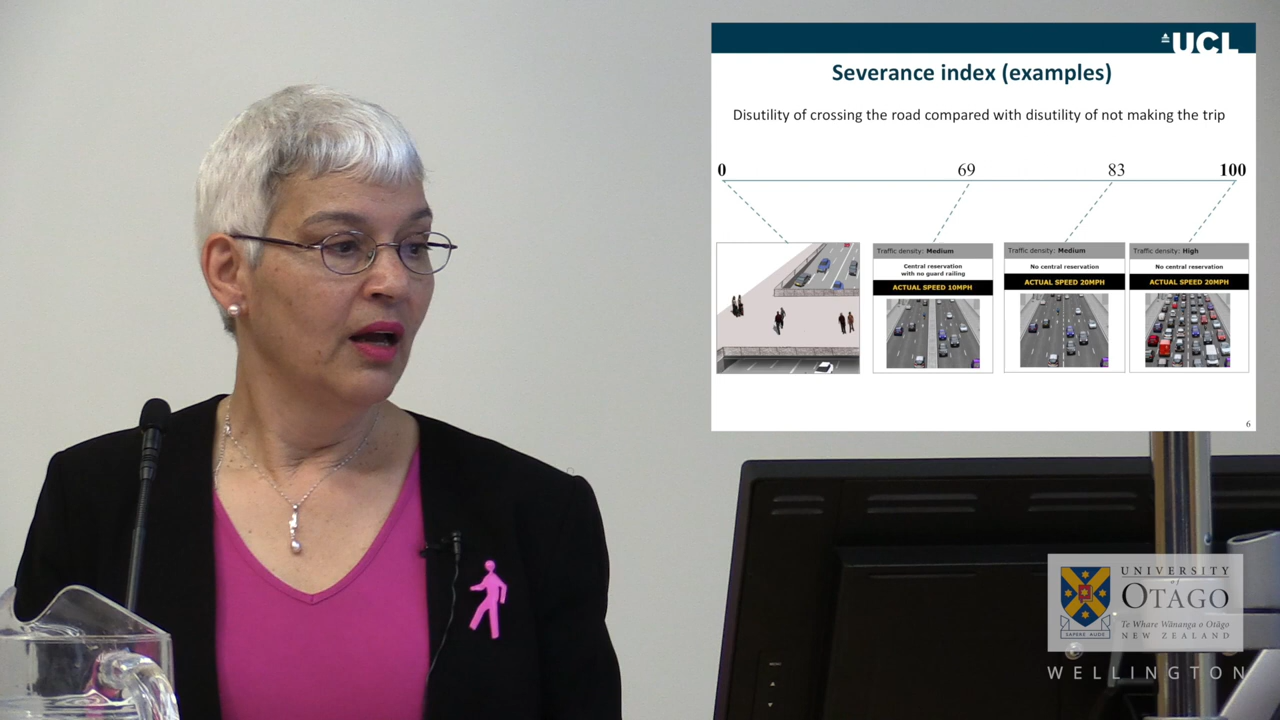 UCL
Severance index (examples)
Disutility of crossing the road compared with disutility of not making the trip
0
69
83
100
Traffic density: Medium
Central reservation
with no guard railing
ACTUAL SPEED 10MPH
Traffic density: Medium
No central reservation
ACTUAL SPEED 20MPH
Traffic density: High
No central reservation
ACTUAL SPEED 20MPH
6
MENU
UNIVERSITY
of
OTAGO
Te Whare Wānanga o Otāgo
NEW ZEALAND
SAPERE AUDE
WELLINGTON